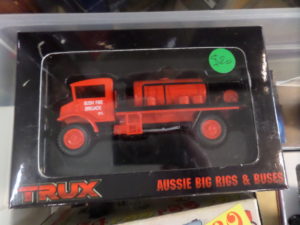 $20
BUSH FIRE
BRIGADE
TRUX
AUSSIE BIG RIGS & BUSES